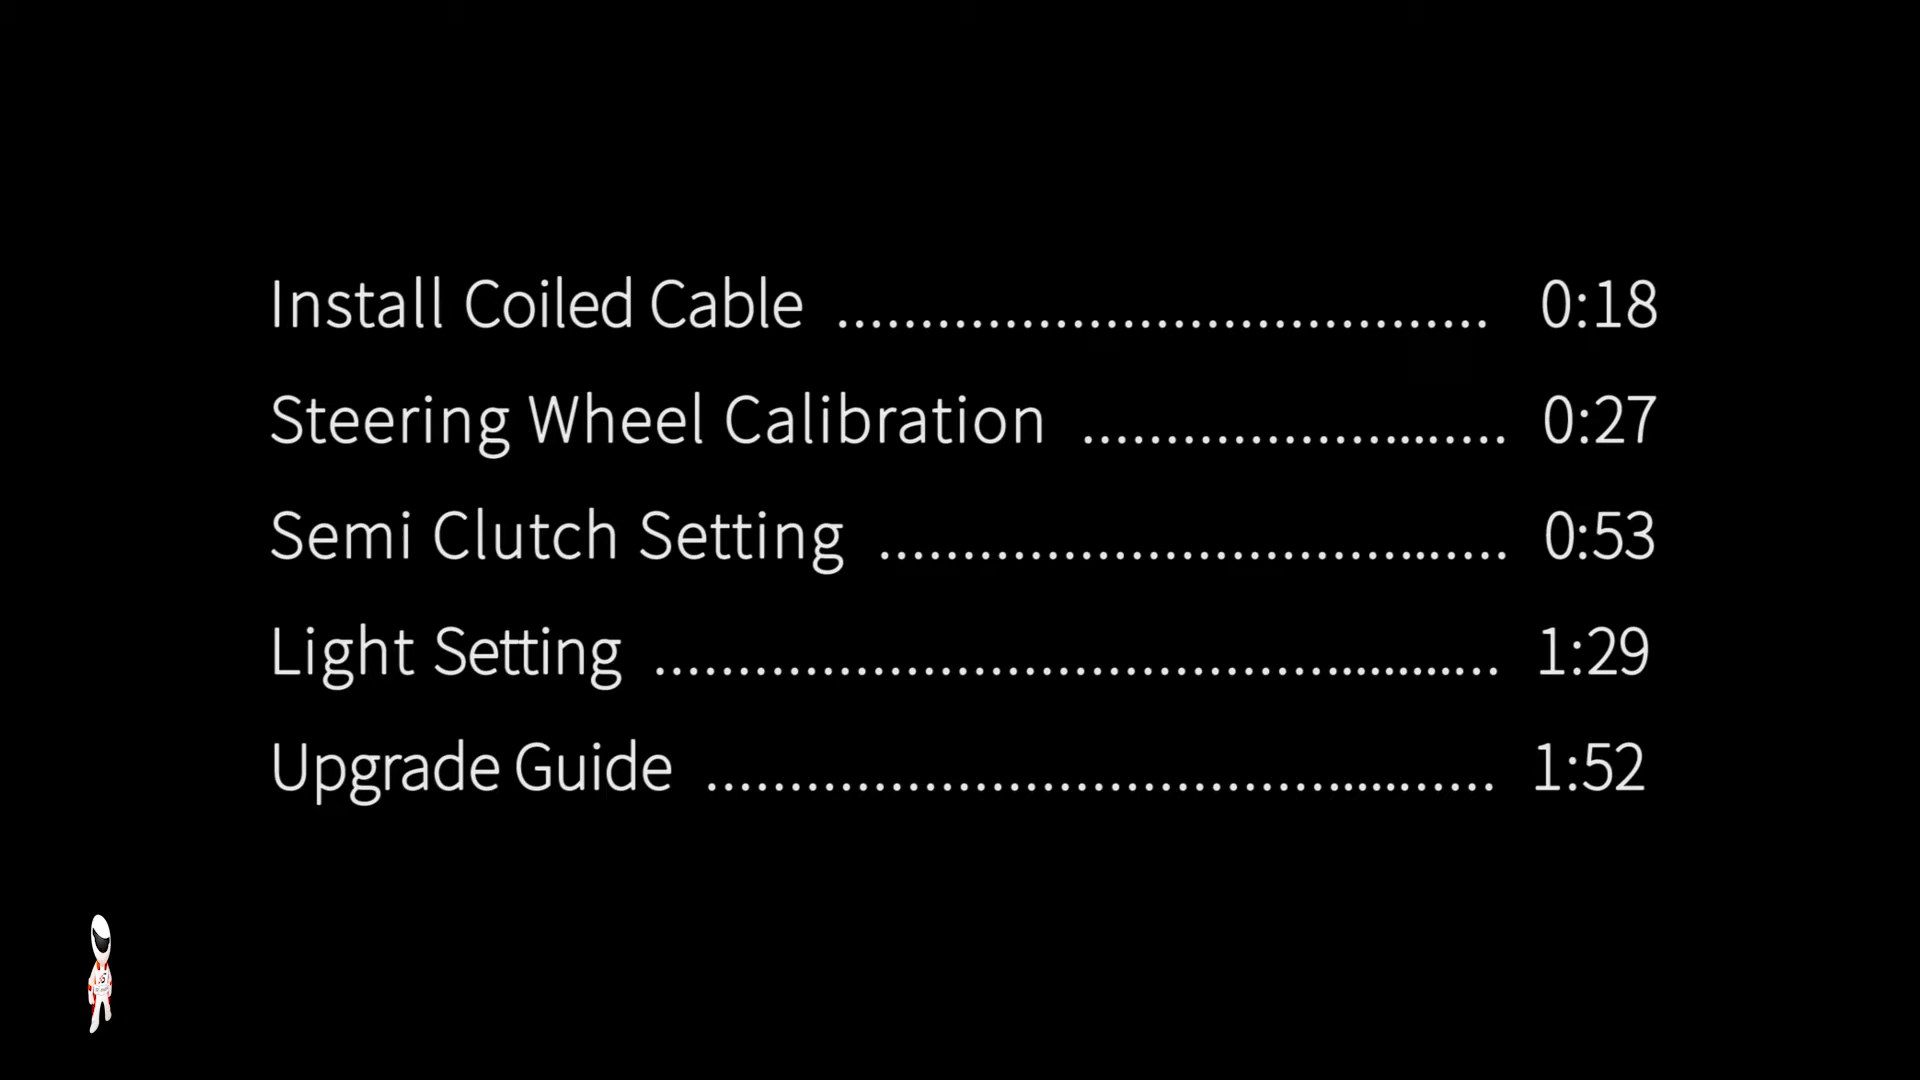 Install Coiled Cable ....................................... 0:18
Steering Wheel Calibration .......................... 0:27
Semi Clutch Setting ...................................... 0:53
Light Setting ................................................... 1:29
Upgrade Guide ................................................ 1:52